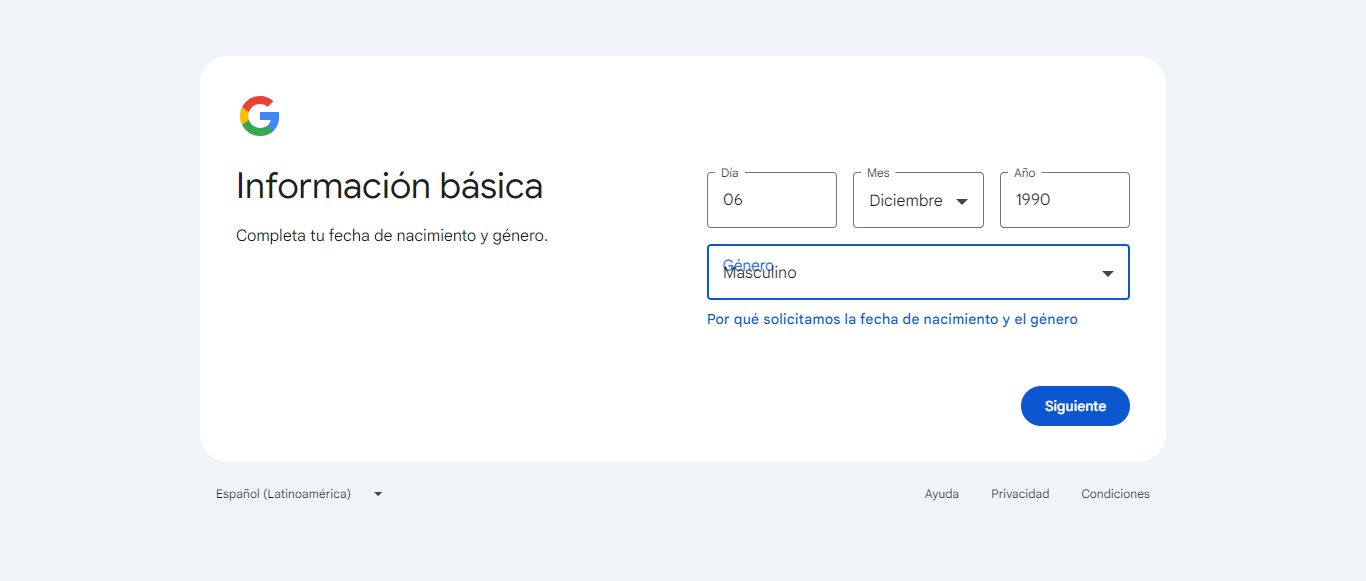 Información básica
Completa tu fecha de nacimiento y género.
Día
Mes
Año
06
Diciembre
1990
Género
Masculino
Por qué solicitamos la fecha de nacimiento y el género
Siguiente
Español (Latinoamérica)
Ayuda
Privacidad
Condiciones